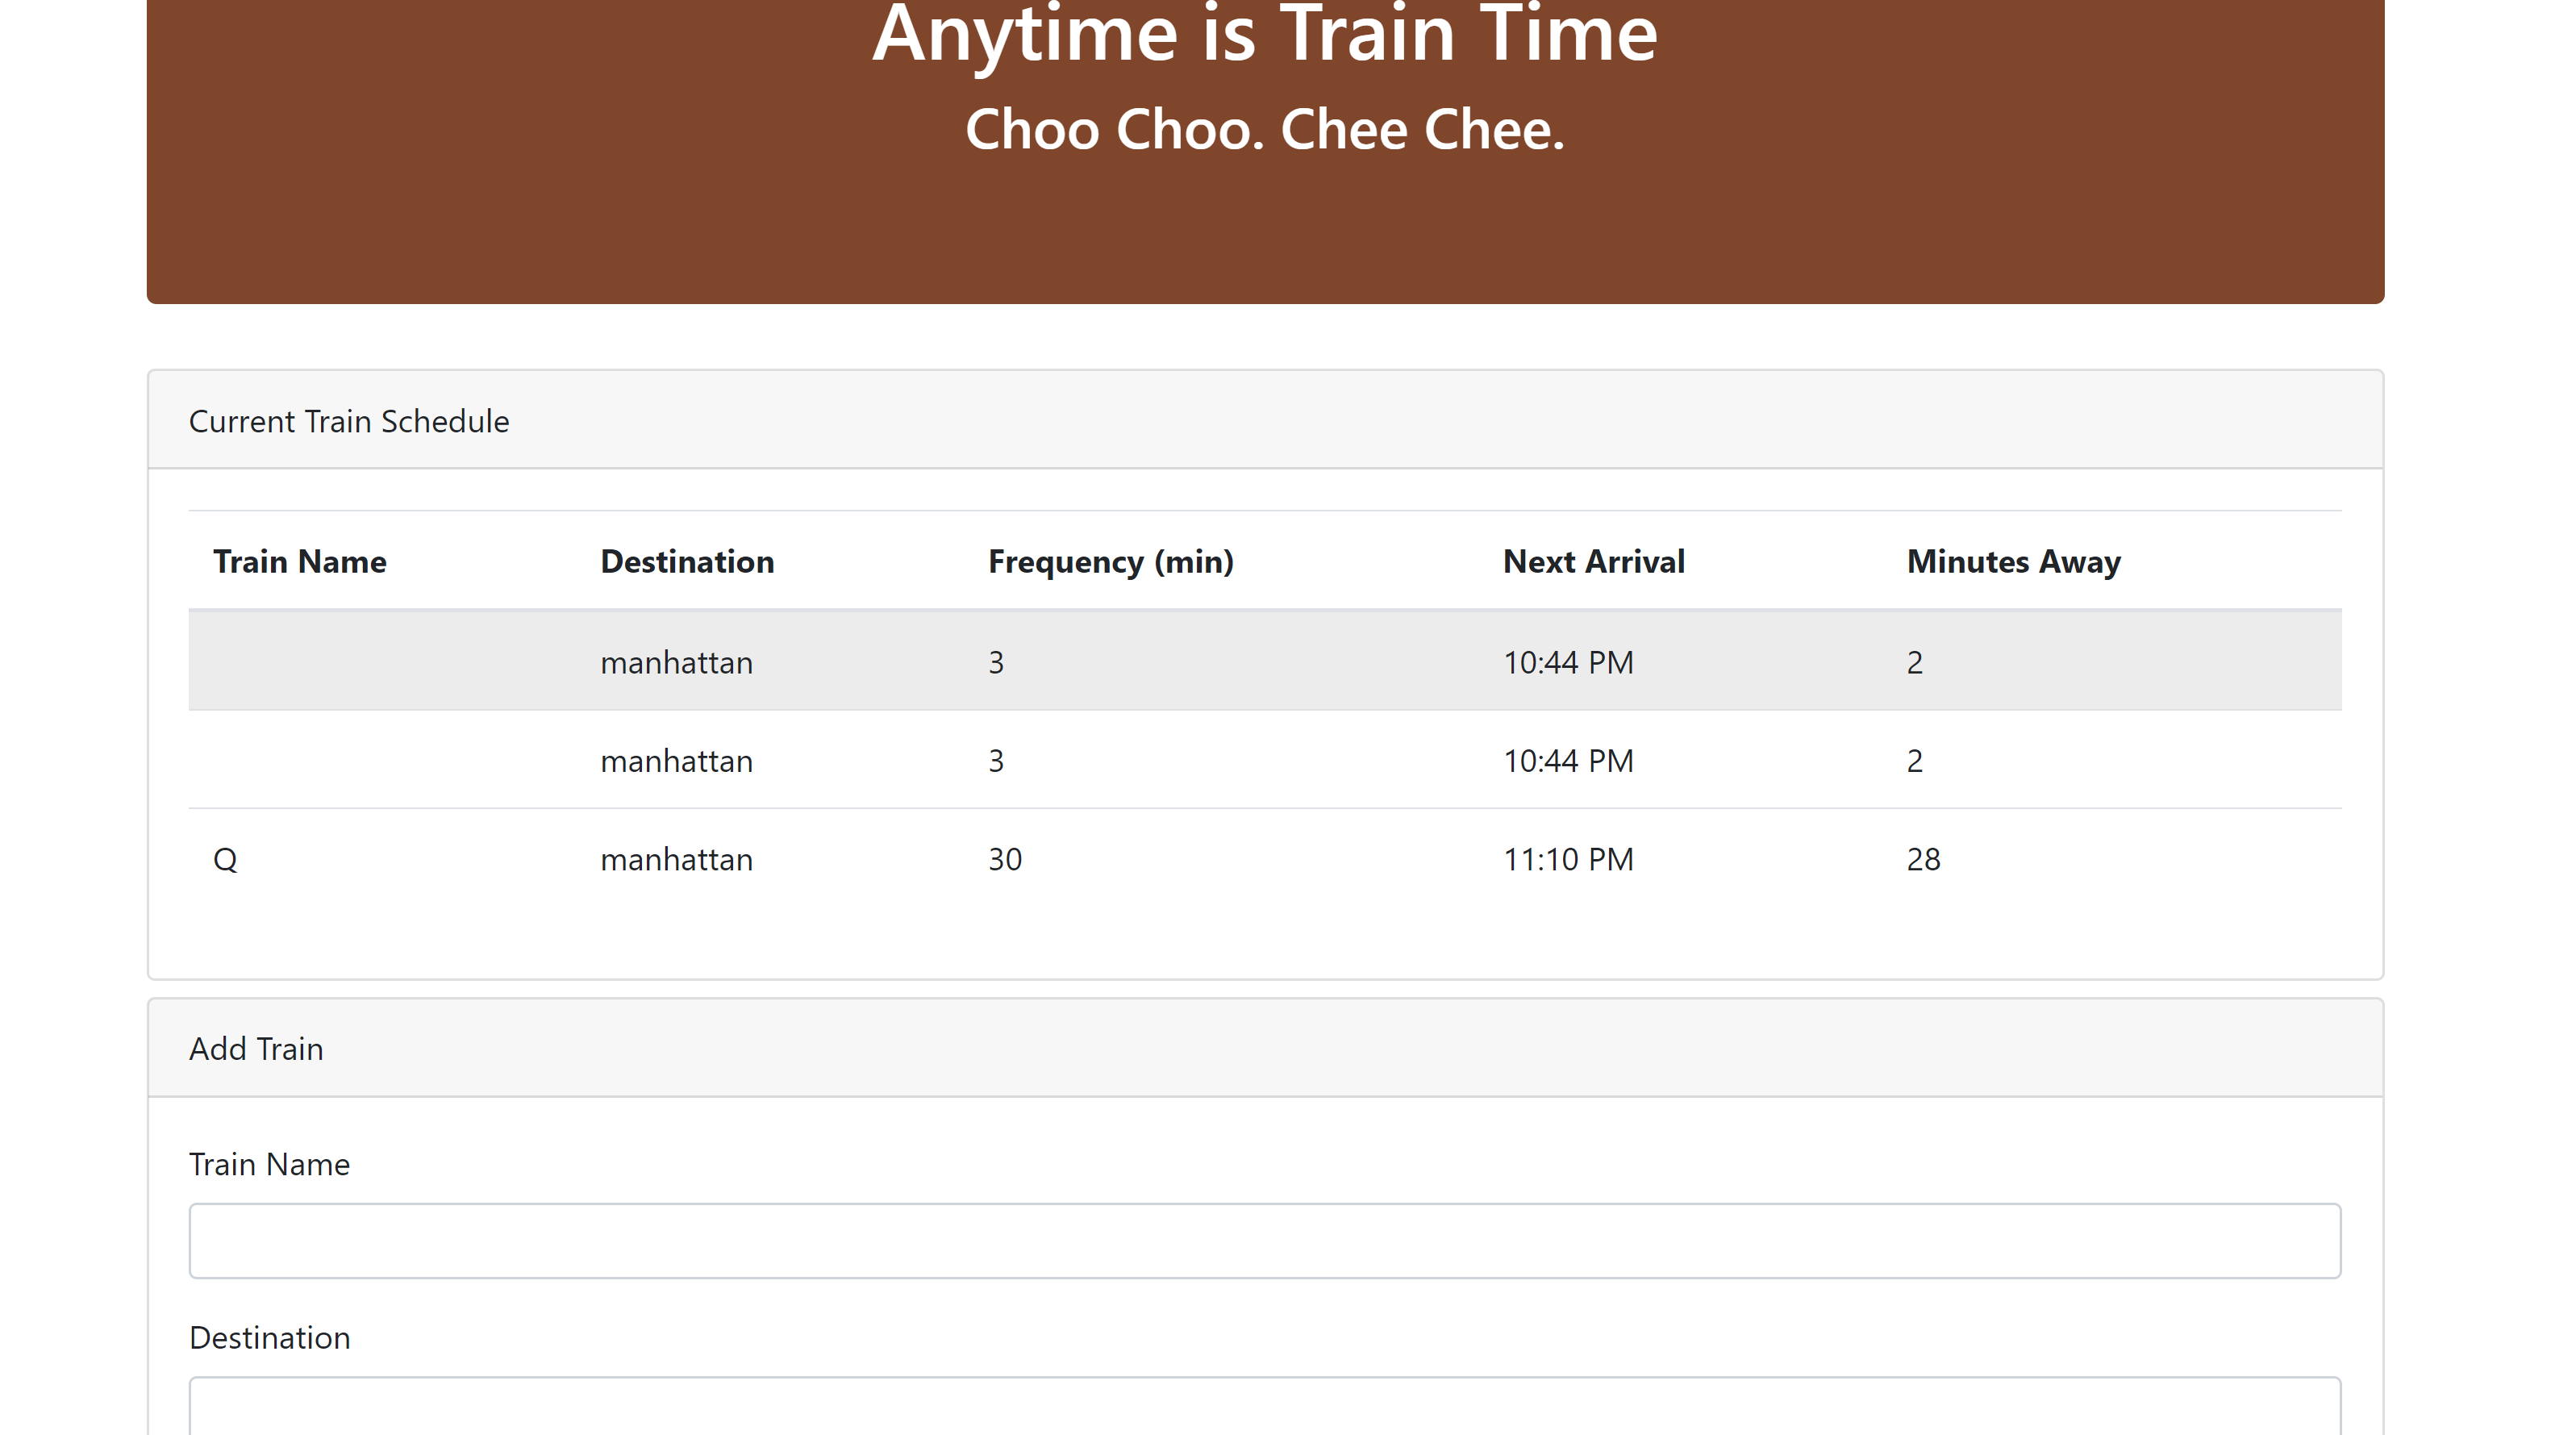 Anytime is Train Time
Choo Choo. Chee Chee.
Current Train Schedule
Train Name Destination Frequency (min) Next Arrival Minutes Away
manhattan 3 10:44 PM 2
manhattan 3 10:44 PM 2
Q manhattan 30 11:10 PM 28
Add Train
Train Name
Destination